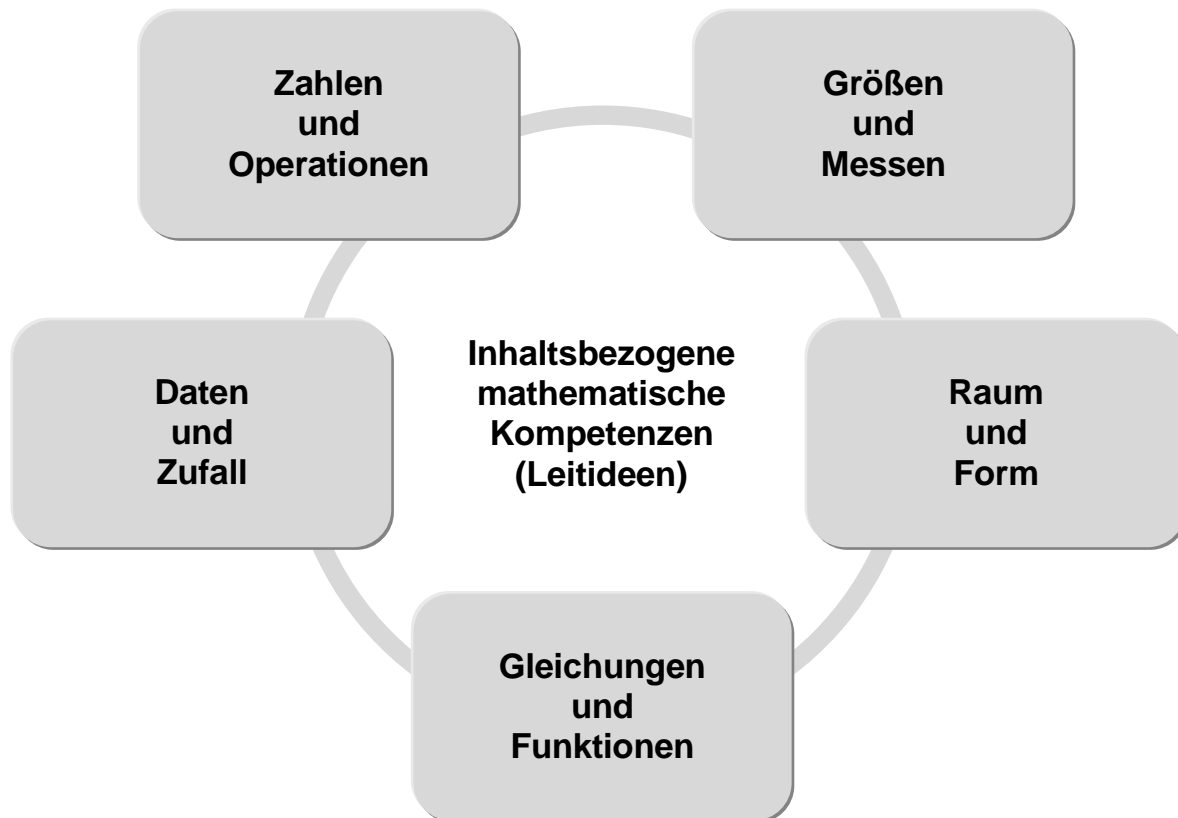 Zahlen
und
Operationen
Größen
und
Messen
Daten
und
Zufall
Inhaltsbezogene
mathematische
Kompetenzen
(Leitideen)
Raum
und
Form
Gleichungen
und
Funktionen